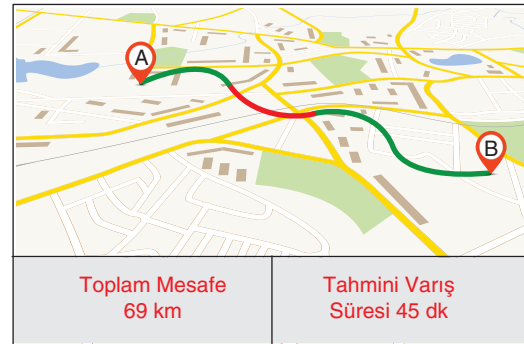 A
B
Toplam Mesafe
69 km
Tahmini Varış
Süresi 45 dk